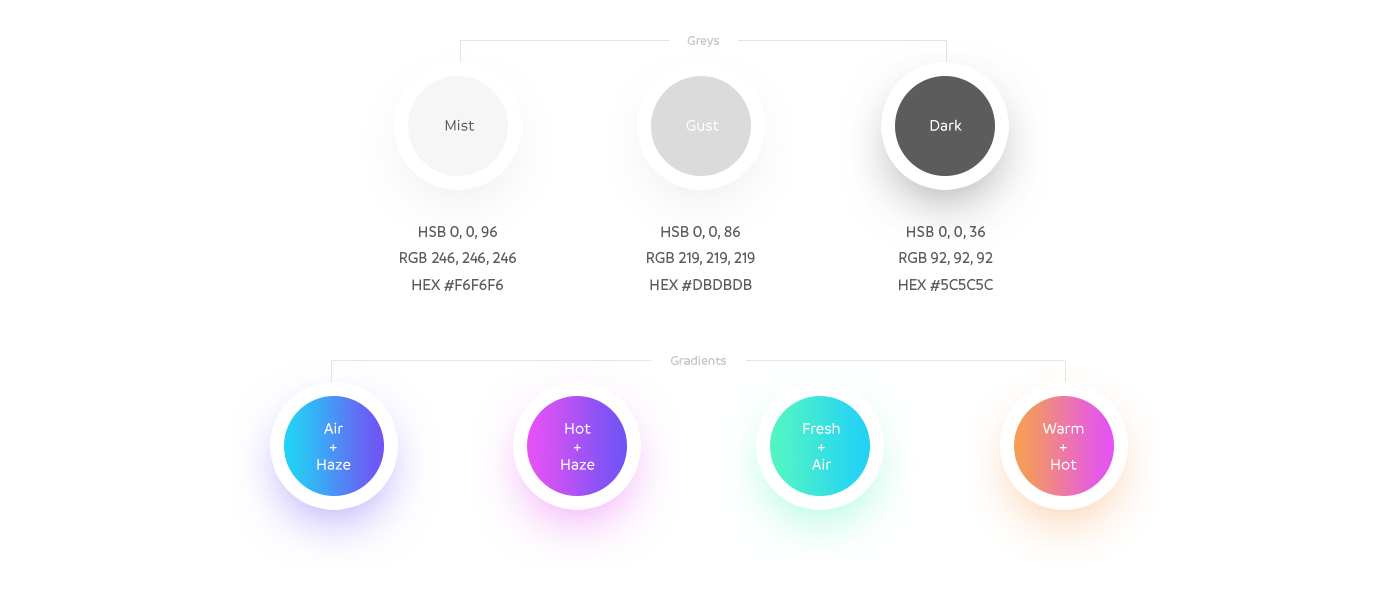 Greys
Mist
Gust
Dark
HSB 0, 0, 96
RGB 246, 246, 246
HEX #F6F6F6
HSB 0, 0, 86
RGB 219, 219, 219
HEX #DBDBDB
HSB 0, 0, 36
RGB 92, 92, 92
HEX #5C5C5C
Gradients
Air
+
Haze
Hot
+
Haze
Fresh
+
Air
Warm
+
Hot